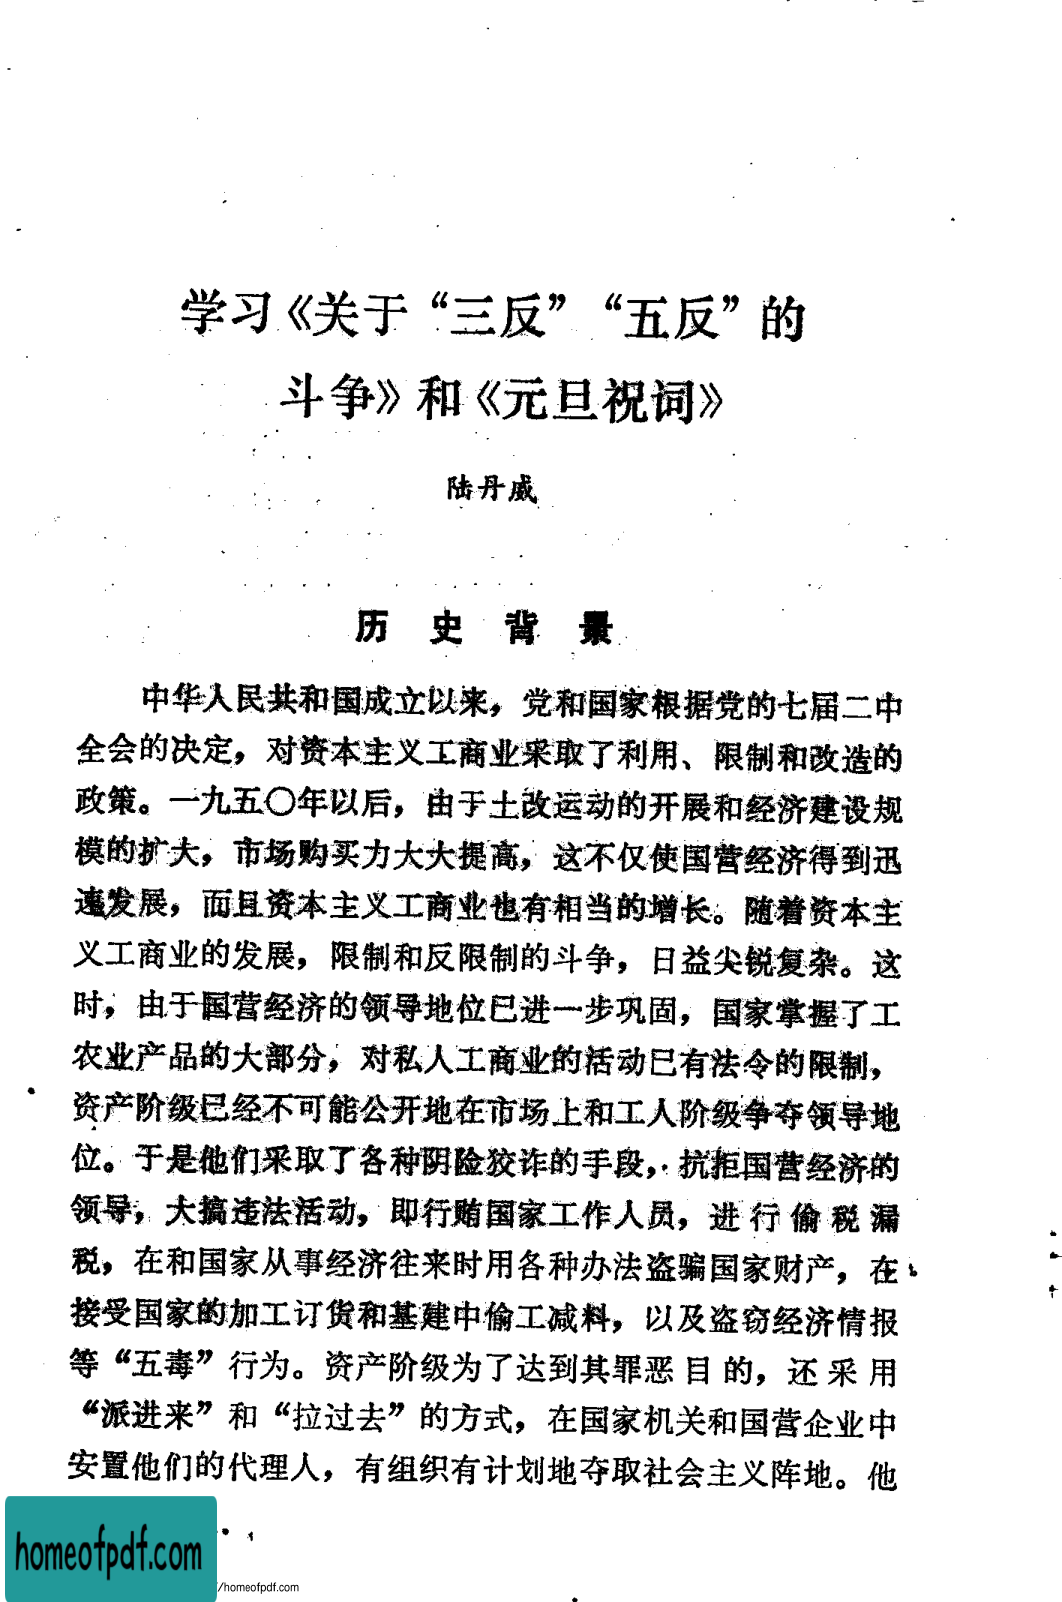 学习《关于“三反”“五反”的
斗争》和《元旦祝词》
陆丹威
历史背景
中华人民共和国成立以来，党和国家根据党的七届二中
全会的决定，对资本主义工商业采取了利用、限制和改造的
政策。一九五〇年以后，由于土改运动的开展和经济建设规
模的扩大，市场购买力大大提高，这不仅使国营经济得到迅
速发展，而且资本主义工商业也有相当的增长。随着资本主
义工商业的发展，限制和反限制的斗争，日益尖锐复杂。这
时，由于国营经济的领导地位已进一步巩固，国家掌握了工
农业产品的大部分，对私人工商业的活动已有法令的限制，
资产阶级已经不可能公开地在市场上和工人阶级争夺领导地
位。于是他们采取了各种阴险狡诈的手段，抗拒国营经济的
领导，大搞违法活动，即行贿国家工作人员，进行偷税漏
税，在和国家从事经济往来时用各种办法盗骗国家财产，在
接受国家的加工订货和基建中偷工减料，以及盗窃经济情报
等“五毒”行为。资产阶级为了达到其罪恶目的，还采用
“派进来”和“拉过去”的方式，在国家机关和国营企业中
安置他们的代理人，有组织有计划地夺取社会主义阵地。他
homeofpdf.com
/homeofpdf.com